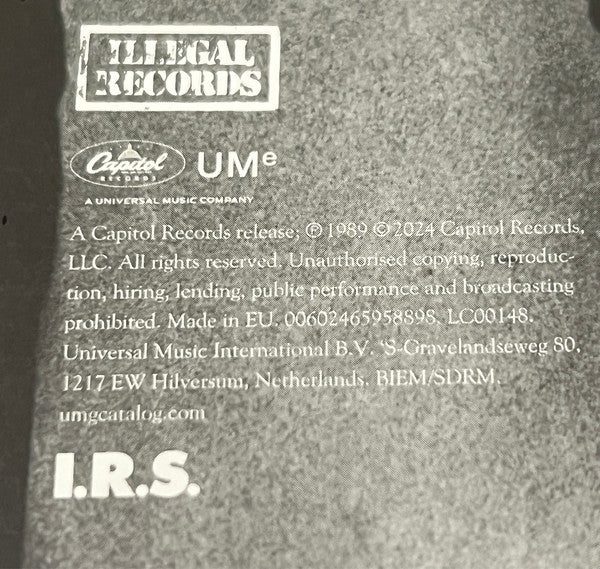 ILLEGAL
RECORDS
Capitol
RECORDS
UMe
A UNIVERSAL MUSIC COMPANY
A Capitol Records release; ℗ 1989 © 2024 Capitol Records,
LLC. All rights reserved. Unauthorised copying, reproduc-
tion, hiring, lending, public performance and broadcasting
prohibited. Made in EU. 00602465958898. LC00148.
Universal Music International B.V. 'S-Gravelandseweg 80,
1217 EW Hilversum, Netherlands. BIEM/SDRM.
umgcatalog.com
I.R.S.